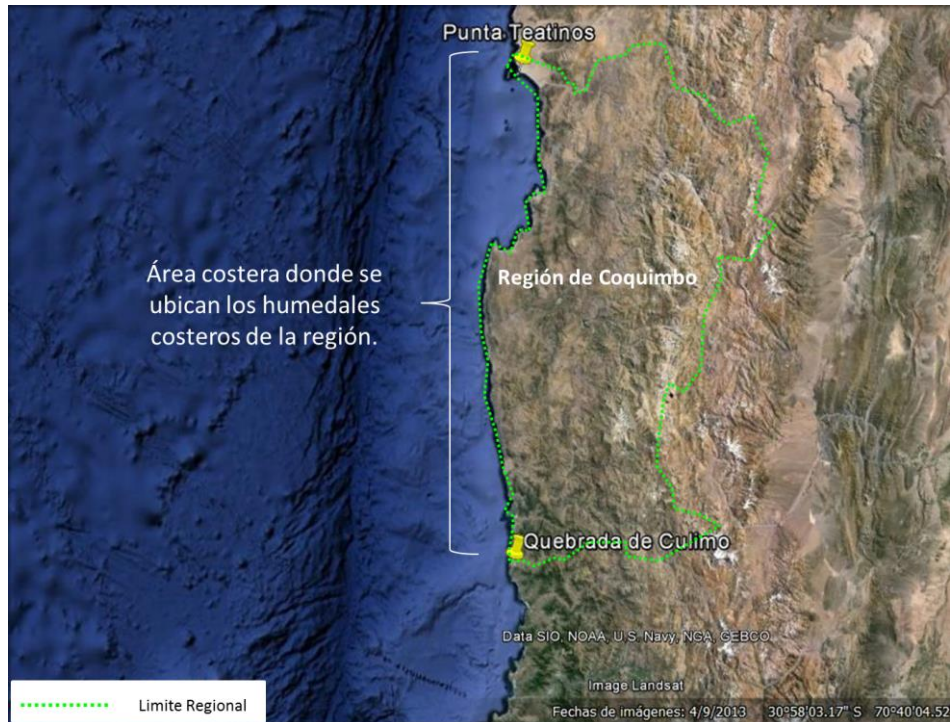 Punta Teatinos
Área costera donde se
ubican los humedales
costeros de la región.
Región de Coquimbo
Quebrada de Culimo
Data SIO, NOAA, U.S. Navy, NGA, GEBCO
Image Landsat
Limite Regional
Fechas de imágenes: 4/9/2013 30°58'03.17" S 70°40'04.52